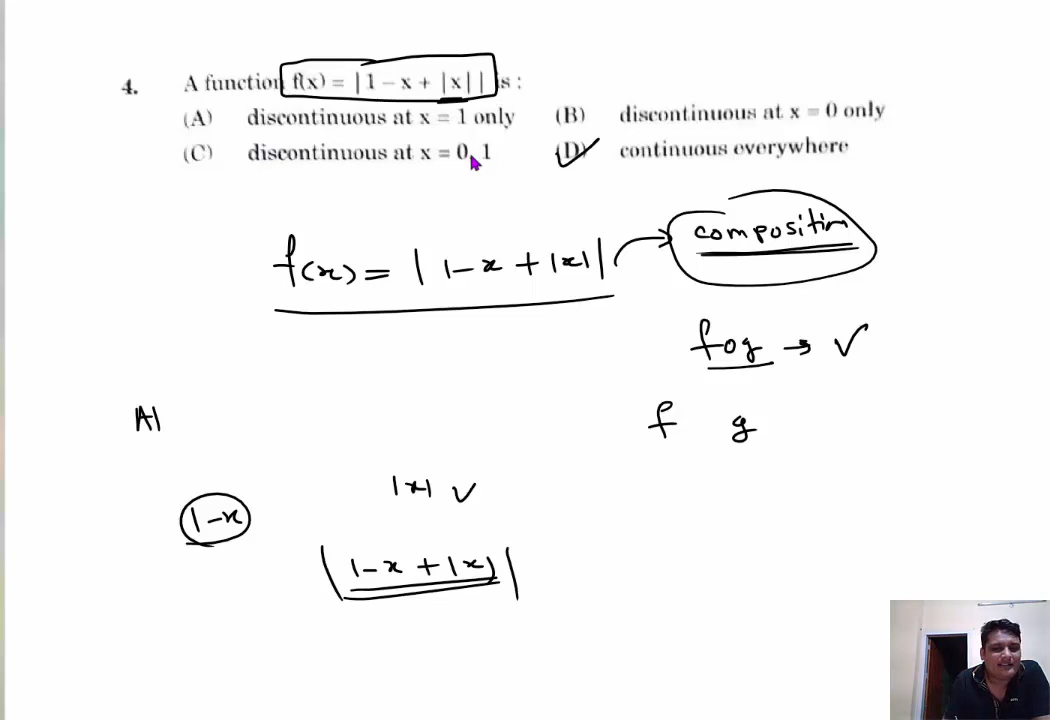 4. A function f(x) = | 1 – x + |x| | is :
(A) discontinuous at x = 1 only (B) discontinuous at x = 0 only
(C) discontinuous at x = 0, 1 (D) continuous everywhere
f(x) = | 1 – x + |x| | composition
fog → ✓
f g
|x| ✓
1-x
| 1-x + |x| |